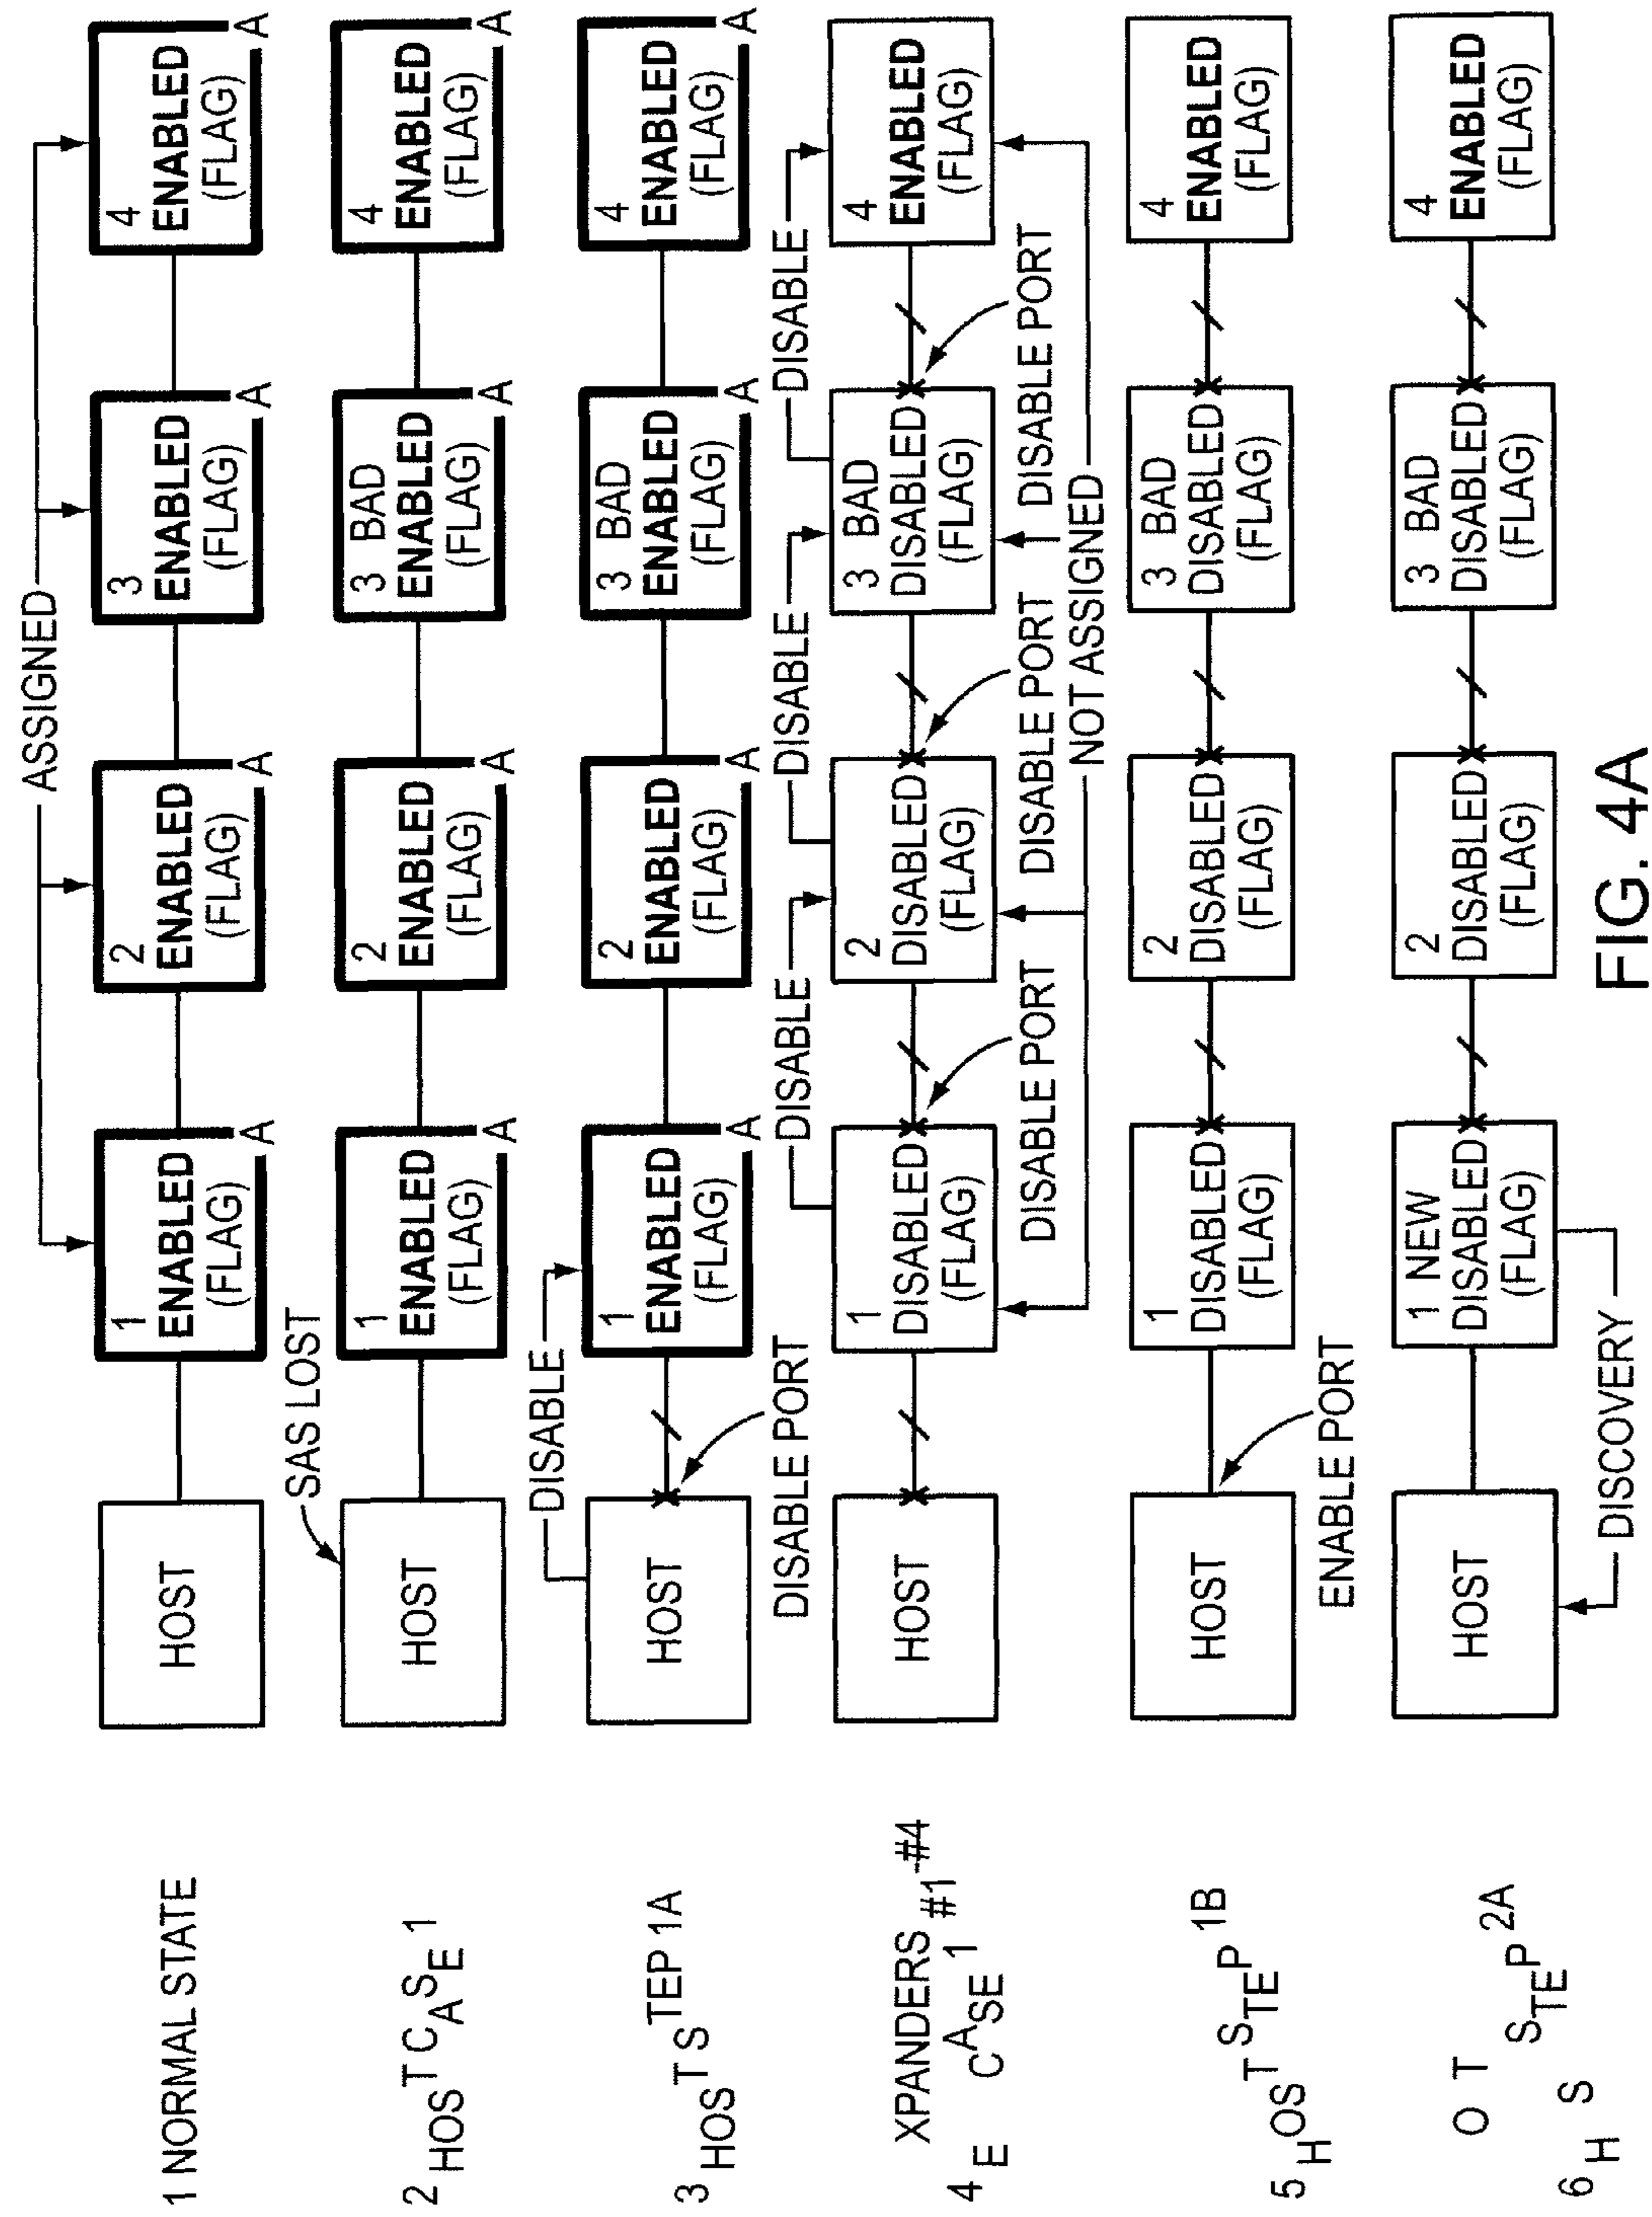 1 NORMAL STATE
HOST
1
ENABLED
(FLAG)
A
2
ENABLED
(FLAG)
A
3
ENABLED
(FLAG)
A
4
ENABLED
(FLAG)
A
ASSIGNED
2 HOST CASE 1
SAS LOST
HOST
1
ENABLED
(FLAG)
A
2
ENABLED
(FLAG)
A
3 BAD
ENABLED
(FLAG)
A
4
ENABLED
(FLAG)
A
3 HOST STEP 1A
DISABLE
HOST
DISABLE PORT
1
ENABLED
(FLAG)
A
2
ENABLED
(FLAG)
A
3 BAD
ENABLED
(FLAG)
A
4
ENABLED
(FLAG)
A
4 EXPANDERS #1-#4
CASE 1
DISABLE
DISABLE
DISABLE
HOST
1
DISABLED
(FLAG)
2
DISABLED
(FLAG)
3 BAD
DISABLED
(FLAG)
4
ENABLED
(FLAG)
DISABLE PORT
DISABLE PORT
DISABLE PORT
NOT ASSIGNED
5 HOST STEP 1B
HOST
ENABLE PORT
1
DISABLED
(FLAG)
2
DISABLED
(FLAG)
3 BAD
DISABLED
(FLAG)
4
ENABLED
(FLAG)
6 HOST STEP 2A
HOST
1 NEW
DISABLED
(FLAG)
2
DISABLED
(FLAG)
3 BAD
DISABLED
(FLAG)
4
ENABLED
(FLAG)
DISCOVERY
FIG. 4A